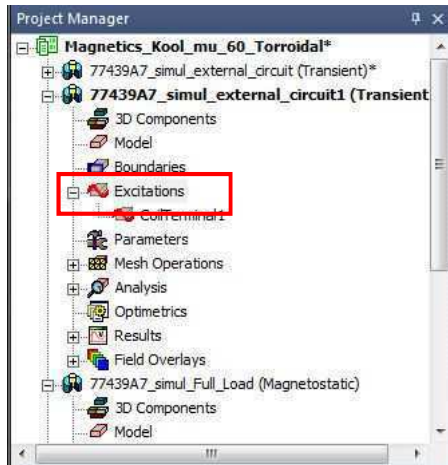 Project Manager
Magnetics_Kool_mu_60_Torroidal*
77439A7_simul_external_circuit (Transient)*
77439A7_simul_external_circuit1 (Transient
3D Components
Model
Boundaries
Excitations
CoilTerminal1
Parameters
Mesh Operations
Analysis
Optimetrics
Results
Field Overlays
77439A7_simul_Full_Load (Magnetostatic)
3D Components
Model